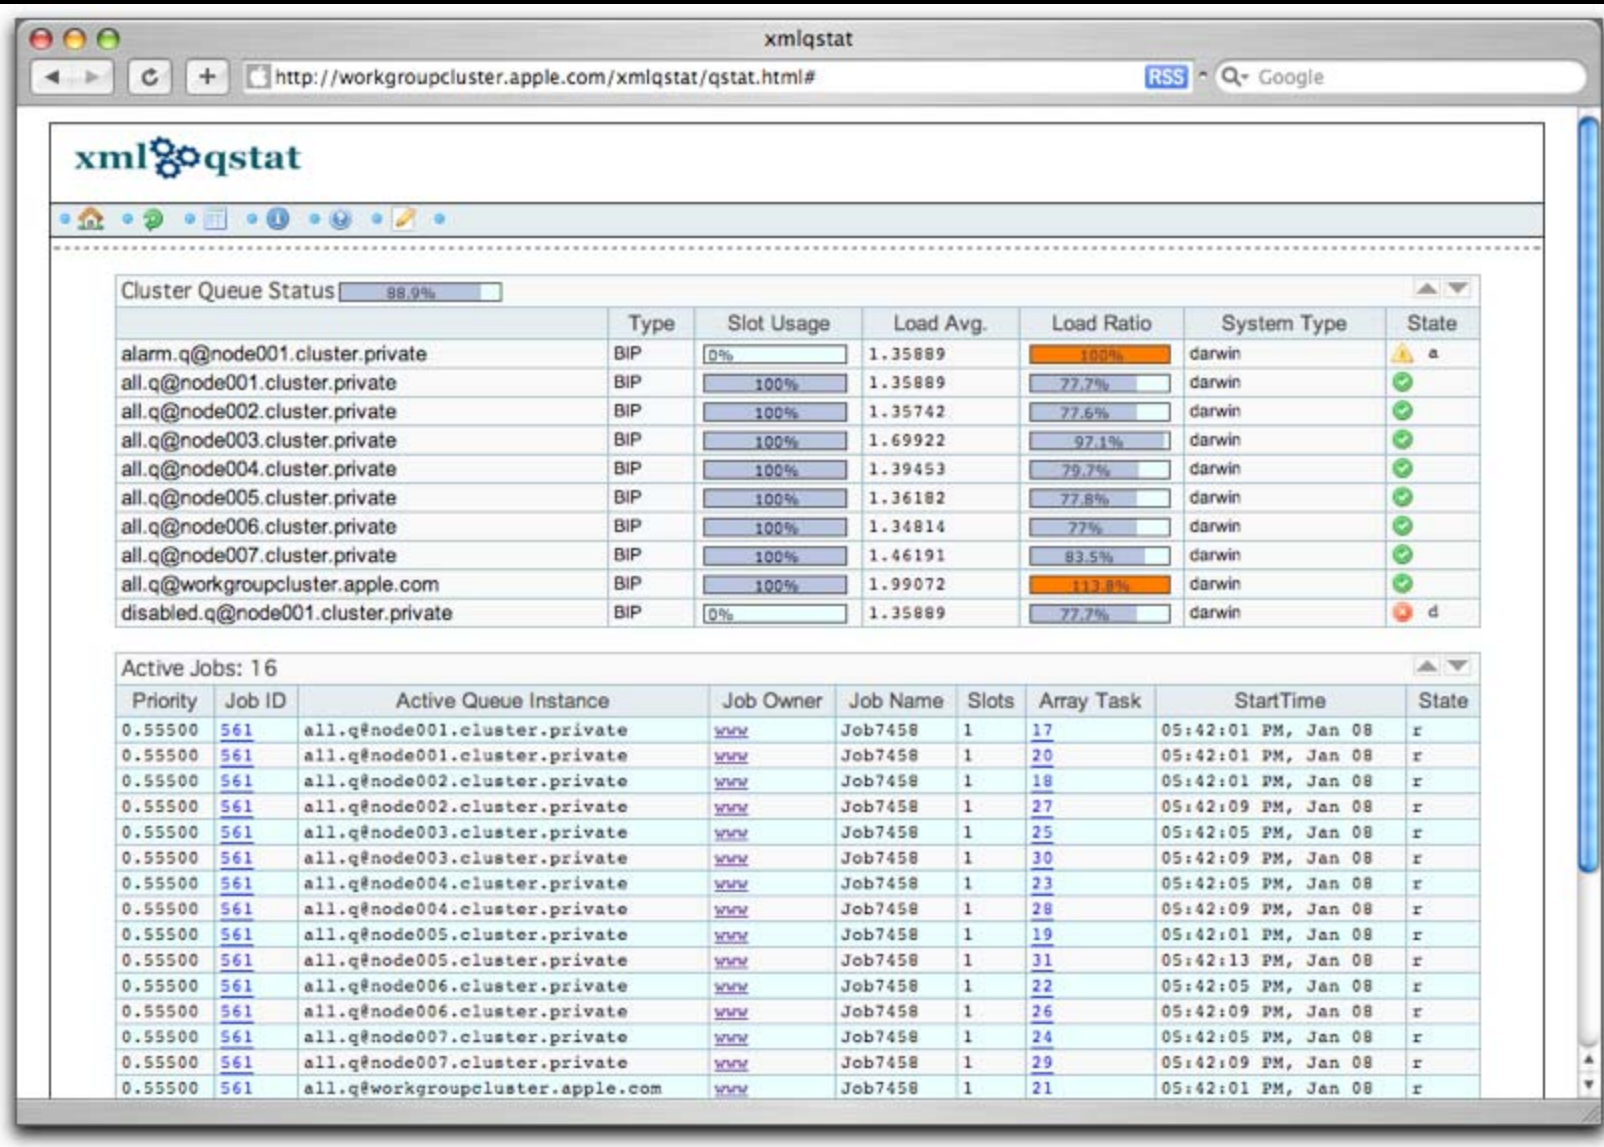 xmlqstat
http://workgroupcluster.apple.com/xmlqstat/qstat.html# RSS Google
xml qstat
Cluster Queue Status 88.9%
Type Slot Usage Load Avg. Load Ratio System Type State
alarm.q@node001.cluster.private BIP 0% 1.35889 100% darwin a
all.q@node001.cluster.private BIP 100% 1.35889 77.7% darwin
all.q@node002.cluster.private BIP 100% 1.35742 77.6% darwin
all.q@node003.cluster.private BIP 100% 1.69922 97.1% darwin
all.q@node004.cluster.private BIP 100% 1.39453 79.7% darwin
all.q@node005.cluster.private BIP 100% 1.36182 77.8% darwin
all.q@node006.cluster.private BIP 100% 1.34814 77% darwin
all.q@node007.cluster.private BIP 100% 1.46191 83.5% darwin
all.q@workgroupcluster.apple.com BIP 100% 1.99072 113.8% darwin
disabled.q@node001.cluster.private BIP 0% 1.35889 77.7% darwin d
Active Jobs: 16
Priority Job ID Active Queue Instance Job Owner Job Name Slots Array Task StartTime State
0.55500 561 all.q@node001.cluster.private www Job7458 1 17 05:42:01 PM, Jan 08 r
0.55500 561 all.q@node001.cluster.private www Job7458 1 20 05:42:01 PM, Jan 08 r
0.55500 561 all.q@node002.cluster.private www Job7458 1 18 05:42:01 PM, Jan 08 r
0.55500 561 all.q@node002.cluster.private www Job7458 1 27 05:42:09 PM, Jan 08 r
0.55500 561 all.q@node003.cluster.private www Job7458 1 25 05:42:05 PM, Jan 08 r
0.55500 561 all.q@node003.cluster.private www Job7458 1 30 05:42:09 PM, Jan 08 r
0.55500 561 all.q@node004.cluster.private www Job7458 1 23 05:42:05 PM, Jan 08 r
0.55500 561 all.q@node004.cluster.private www Job7458 1 28 05:42:09 PM, Jan 08 r
0.55500 561 all.q@node005.cluster.private www Job7458 1 19 05:42:01 PM, Jan 08 r
0.55500 561 all.q@node005.cluster.private www Job7458 1 31 05:42:13 PM, Jan 08 r
0.55500 561 all.q@node006.cluster.private www Job7458 1 22 05:42:05 PM, Jan 08 r
0.55500 561 all.q@node006.cluster.private www Job7458 1 26 05:42:09 PM, Jan 08 r
0.55500 561 all.q@node007.cluster.private www Job7458 1 24 05:42:05 PM, Jan 08 r
0.55500 561 all.q@node007.cluster.private www Job7458 1 29 05:42:09 PM, Jan 08 r
0.55500 561 all.q@workgroupcluster.apple.com www Job7458 1 21 05:42:01 PM, Jan 08 r